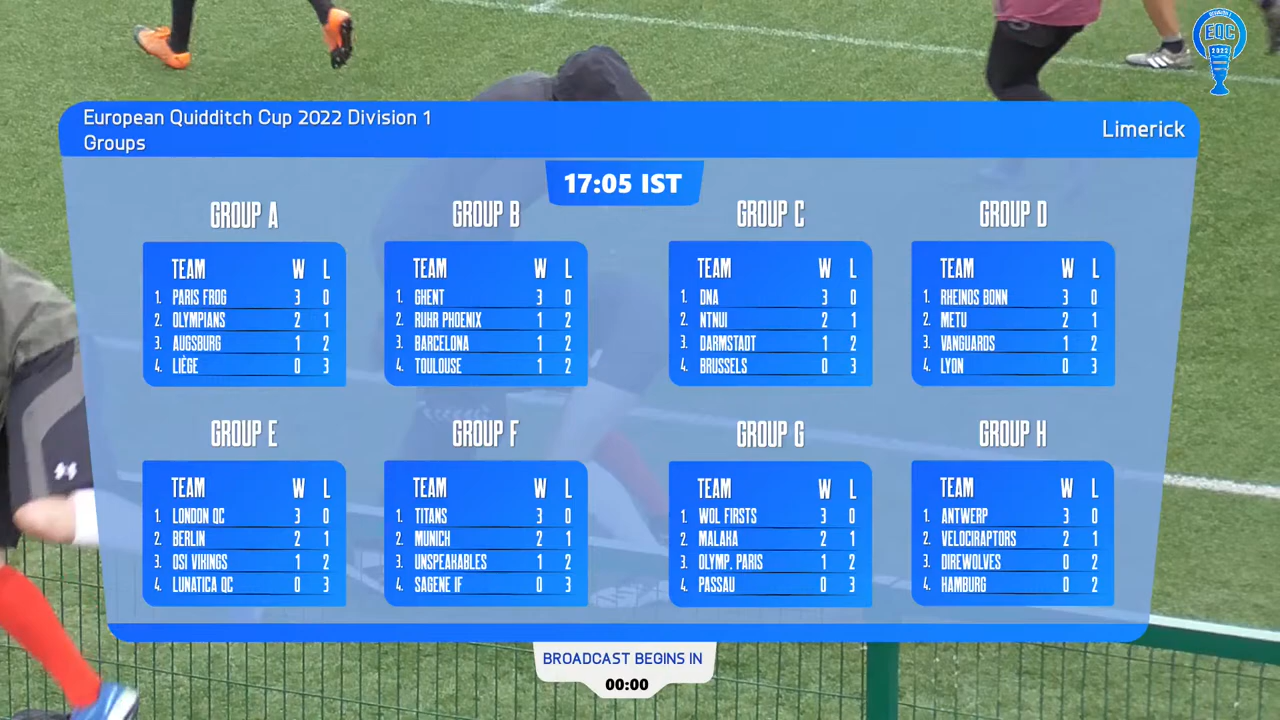 DIVISION 1
EQC
2022
European Quidditch Cup 2022 Division 1
Groups
Limerick
17:05 IST
GROUP A
TEAM W L
1. PARIS FROG 3 0
2. OLYMPIANS 2 1
3. AUGSBURG 1 2
4. LIÈGE 0 3
GROUP B
TEAM W L
1. GHENT 3 0
2. RUHR PHOENIX 1 2
3. BARCELONA 1 2
4. TOULOUSE 1 2
GROUP C
TEAM W L
1. DNA 3 0
2. NTNUI 2 1
3. DARMSTADT 1 2
4. BRUSSELS 0 3
GROUP D
TEAM W L
1. RHEINOS BONN 3 0
2. METU 2 1
3. VANGUARDS 1 2
4. LYON 0 3
GROUP E
TEAM W L
1. LONDON QC 3 0
2. BERLIN 2 1
3. OSI VIKINGS 1 2
4. LUNATICA QC 0 3
GROUP F
TEAM W L
1. TITANS 3 0
2. MUNICH 2 1
3. UNSPEAKABLES 1 2
4. SAGENE IF 0 3
GROUP G
TEAM W L
1. WOL FIRSTS 3 0
2. MALAKA 2 1
3. OLYMP. PARIS 1 2
4. PASSAU 0 3
GROUP H
TEAM W L
1. ANTWERP 3 0
2. VELOCIRAPTORS 2 1
3. DIREWOLVES 0 2
4. HAMBURG 0 2
BROADCAST BEGINS IN
00:00